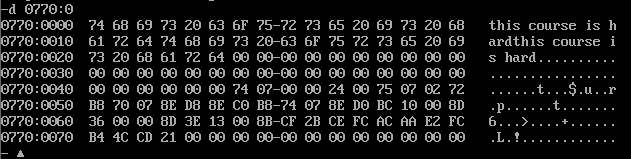 -d 0770:0
0770:0000  74 68 69 73 20 63 6F 75-72 73 65 20 69 73 20 68   this course is h
0770:0010  61 72 64 74 68 69 73 20-63 6F 75 72 73 65 20 69   ardthis course i
0770:0020  73 20 68 61 72 64 00 00-00 00 00 00 00 00 00 00   s hard..........
0770:0030  00 00 00 00 00 00 00 00-00 00 00 00 00 00 00 00   ................
0770:0040  00 00 00 00 00 74 07-00 00 24 00 75 07 02 72   .....t...$.u..r
0770:0050  B8 70 07 8E D8 8E C0 B8-74 07 8E D0 BC 10 00 8D   .p......t.......
0770:0060  36 00 00 8D 3E 13 00 8B-CF 2B CE FC AC AA E2 FC   6...>....+......
0770:0070  B4 4C CD 21 00 00 00 00-00 00 00 00 00 00 00 00   .L.!............
-